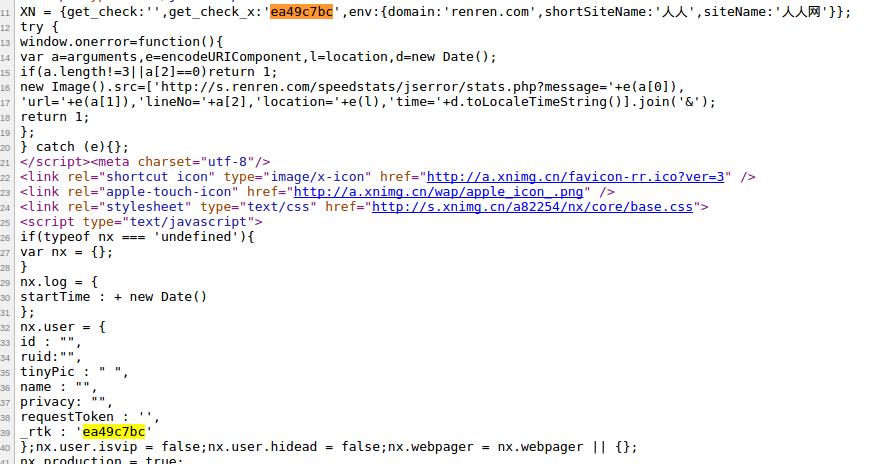 11 XN = {get_check:'',get_check_x:'ea49c7bc',env:{domain:'renren.com',shortSiteName:'人人',siteName:'人人网'}};
12 try {
13 window.onerror=function(){
14 var a=arguments,e=encodeURIComponent,l=location,d=new Date();
15 if(a.length!=3||a[2]==0)return 1;
16 new Image().src=['http://s.renren.com/speedstats/jserror/stats.php?message='+e(a[0]),
17 'url='+e(a[1]),'lineNo='+a[2],'location='+e(l),'time='+d.toLocaleTimeString()].join('&');
18 return 1;
19 };
20 } catch (e){};
21 </script><meta charset="utf-8"/>
22 <link rel="shortcut icon" type="image/x-icon" href="http://a.xnimg.cn/favicon-rr.ico?ver=3" />
23 <link rel="apple-touch-icon" href="http://a.xnimg.cn/wap/apple_icon_.png" />
24 <link rel="stylesheet" type="text/css" href="http://s.xnimg.cn/a82254/nx/core/base.css">
25 <script type="text/javascript">
26 if(typeof nx === 'undefined'){
27 var nx = {};
28 }
29 nx.log = {
30 startTime : + new Date()
31 };
32 nx.user = {
33 id : "",
34 ruid:"",
35 tinyPic : " ",
36 name : "",
37 privacy: "",
38 requestToken : '',
39 _rtk : 'ea49c7bc'
40 };nx.user.isvip = false;nx.user.hidead = false;nx.webpager = nx.webpager || {};
41 nx.production = true;